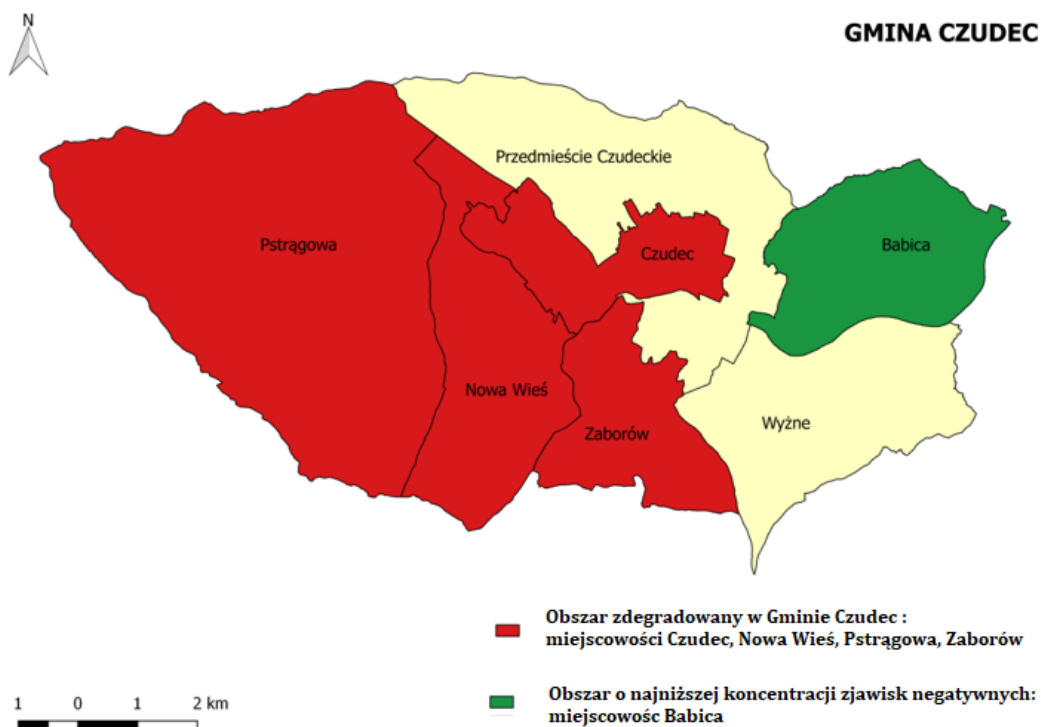 N
GMINA CZUDEC
Przedmieście Czudeckie
Pstrągowa
Czudec
Babica
Nowa Wieś
Wyżne
Zaborów
Obszar zdegradowany w Gminie Czudec :
miejscowości Czudec, Nowa Wieś, Pstrągowa, Zaborów
1 0 1 2 km
Obszar o najniższej koncentracji zjawisk negatywnych:
miejscowośc Babica